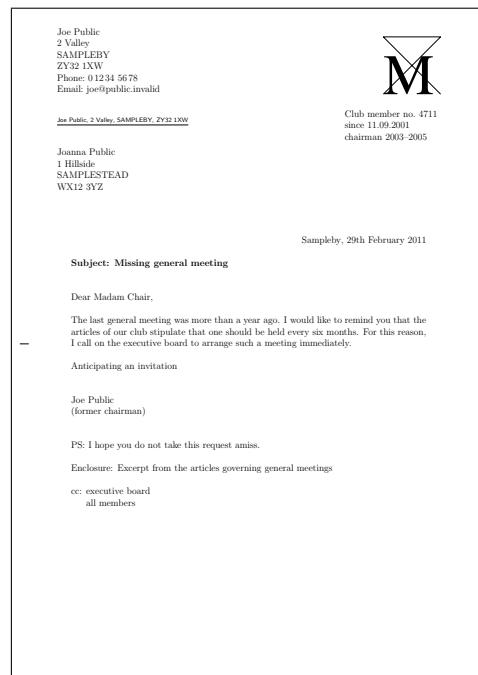 Joe Public
2 Valley
SAMPLEBY
ZY32 1XW
Phone: 0 12 34 56 78
Email: joe@public.invalid
M
Club member no. 4711
since 11.09.2001
chairman 2003–2005
Joe Public, 2 Valley, SAMPLEBY, ZY32 1XW
Joanna Public
1 Hillside
SAMPLESTEAD
WX12 3YZ
Sampleby, 29th February 2011
Subject: Missing general meeting
Dear Madam Chair,
The last general meeting was more than a year ago. I would like to remind you that the
articles of our club stipulate that one should be held every six months. For this reason,
I call on the executive board to arrange such a meeting immediately.
Anticipating an invitation
Joe Public
(former chairman)
PS: I hope you do not take this request amiss.
Enclosure: Excerpt from the articles governing general meetings
cc: executive board
all members